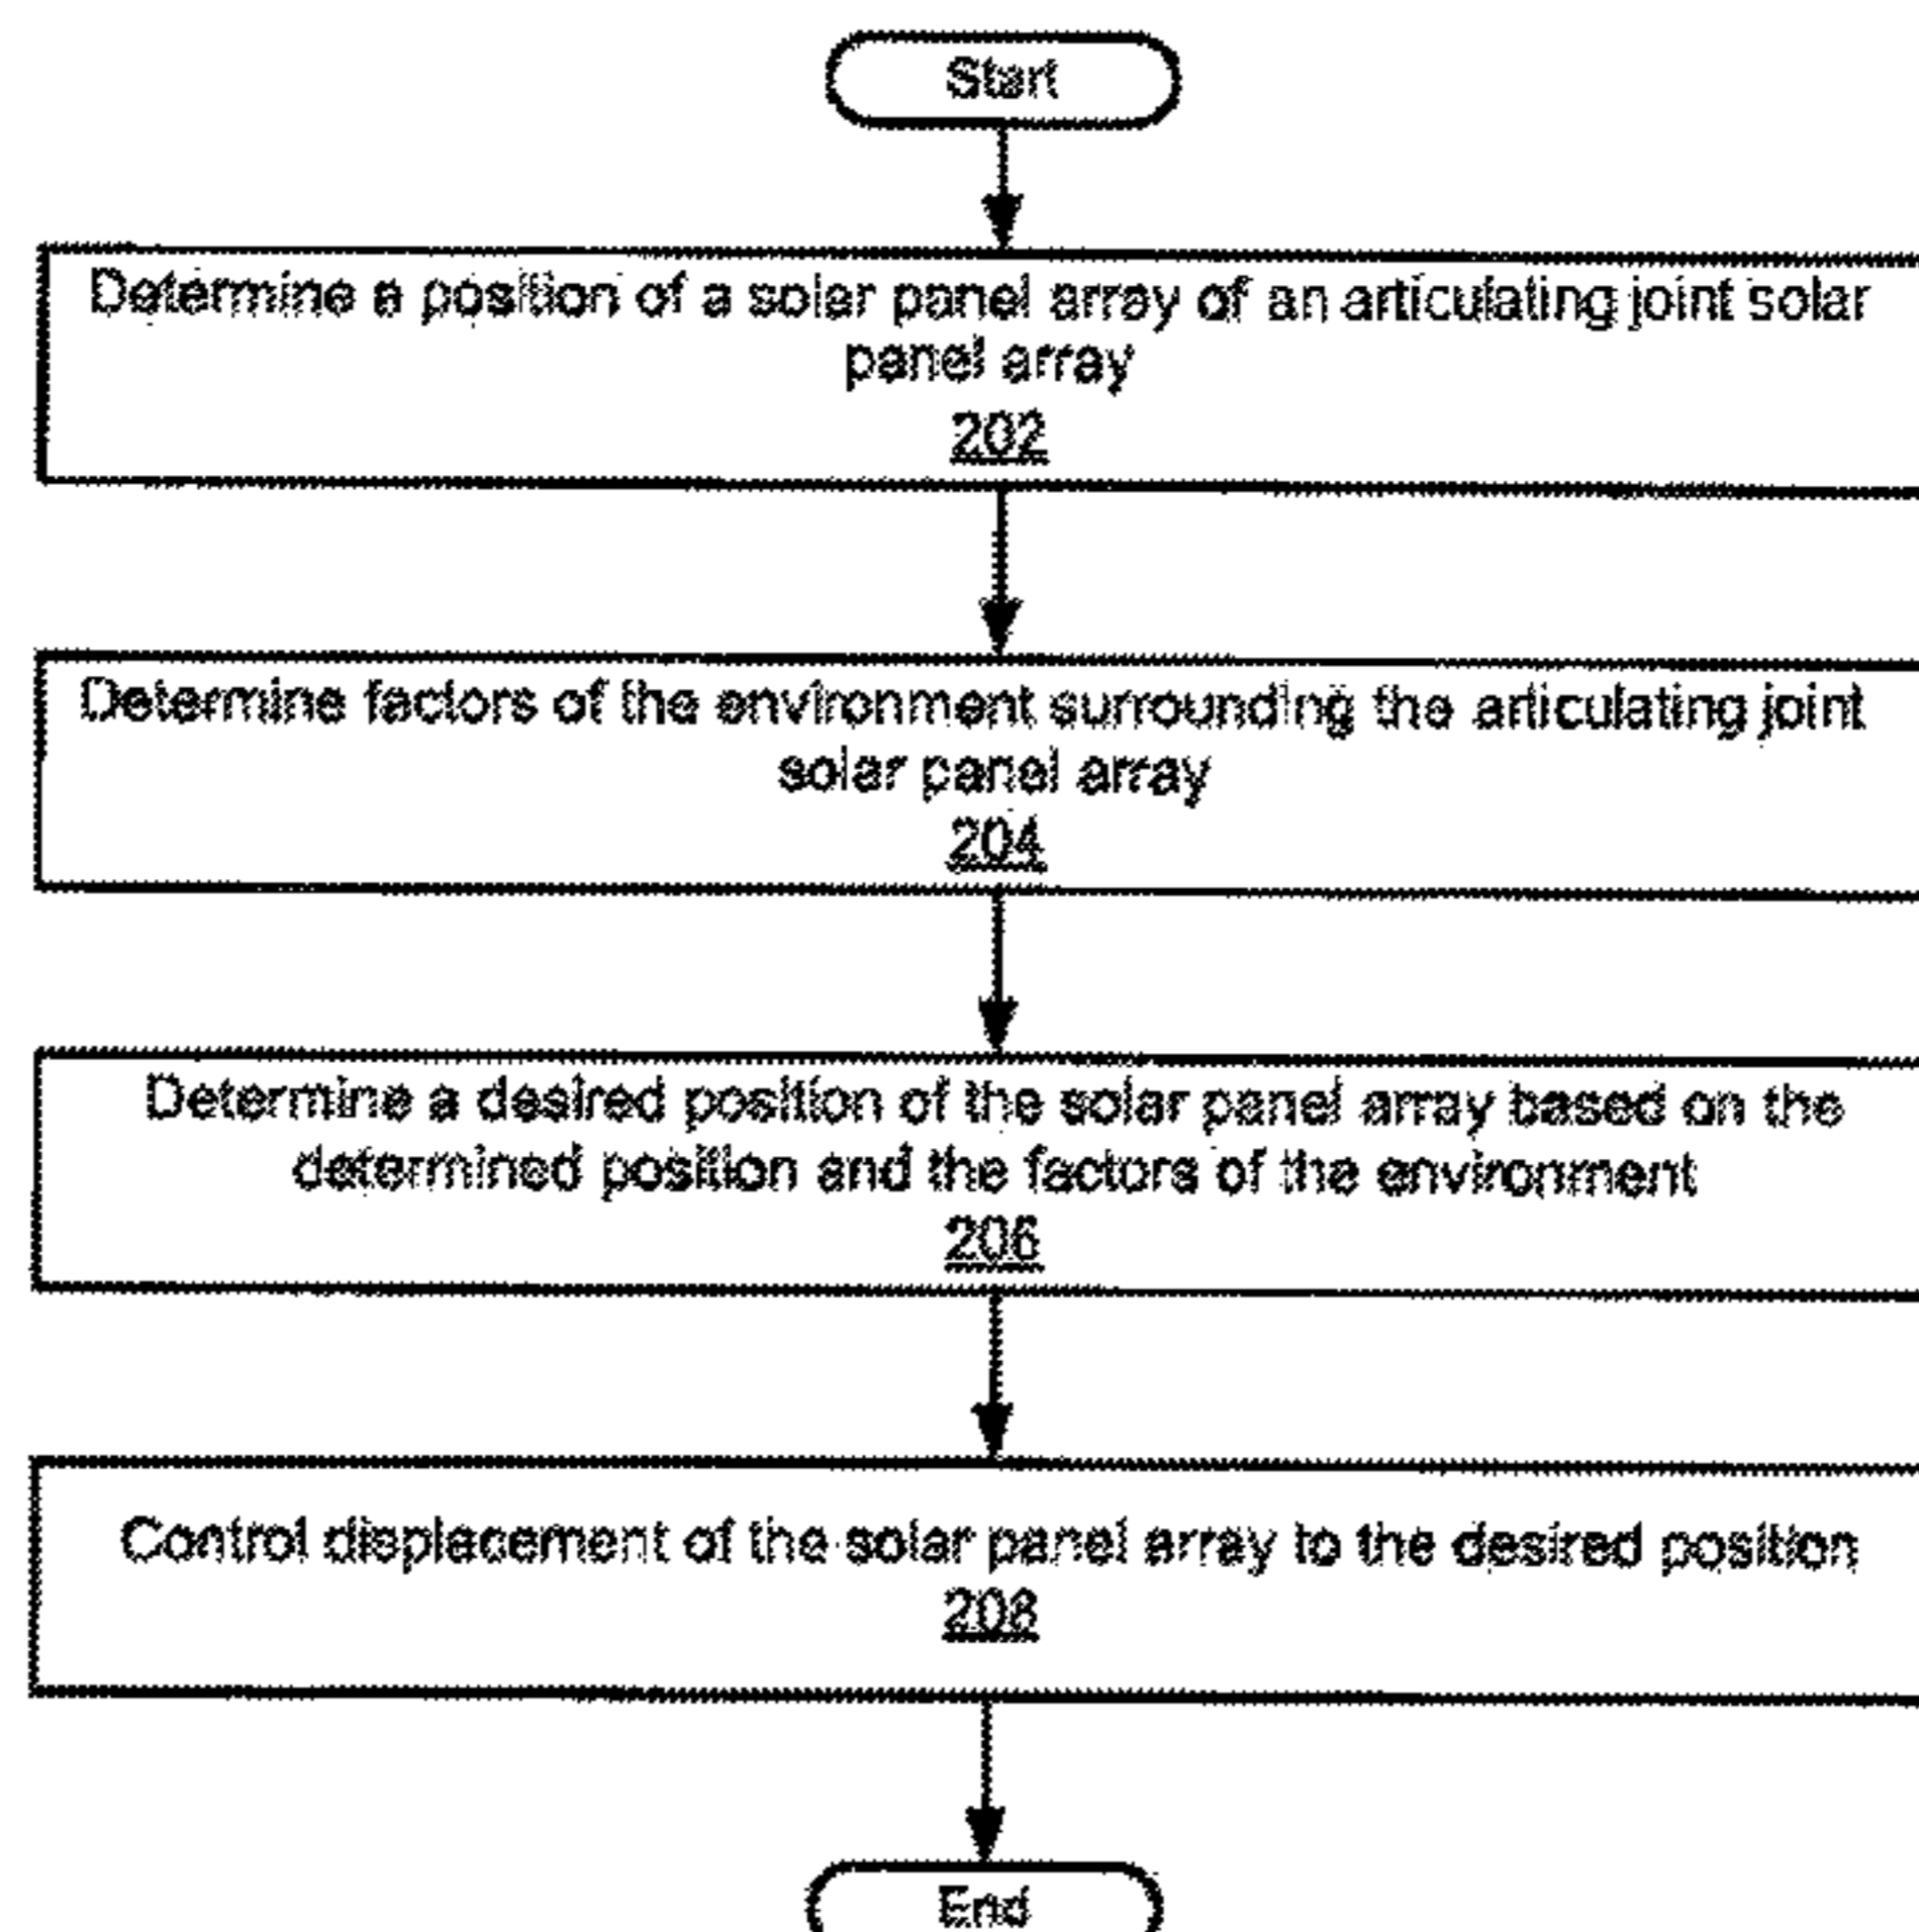 Start
Determine a position of a solar panel array of an articulating joint solar
panel array
202
Determine factors of the environment surrounding the articulating joint
solar panel array
204
Determine a desired position of the solar panel array based on the
determined position and the factors of the environment
206
Control displacement of the solar panel array to the desired position
208
End